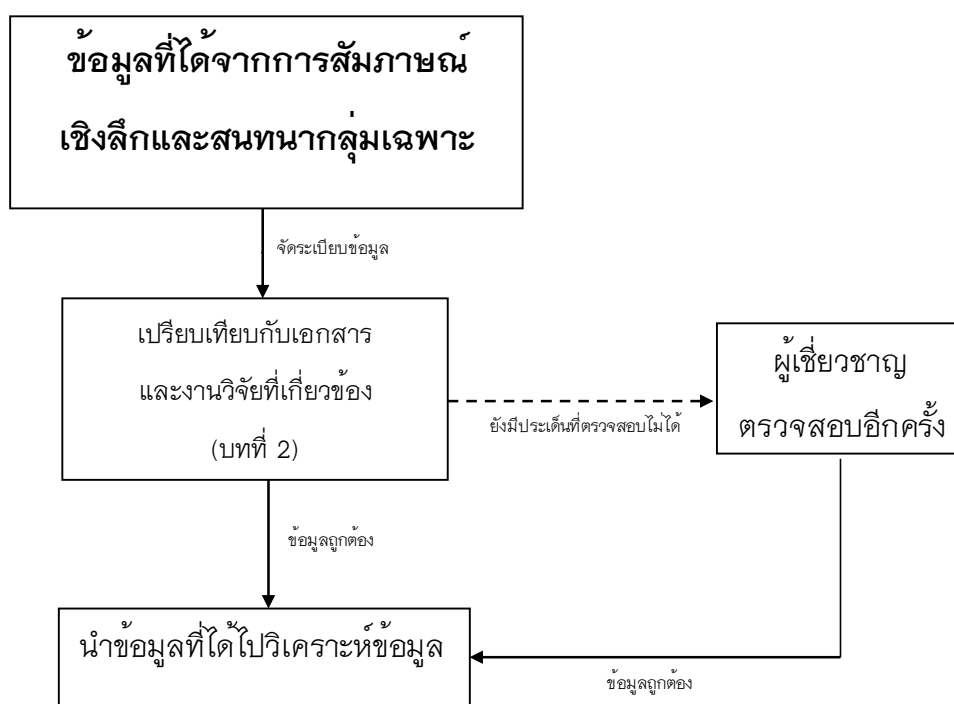 ข้อมูลที่ได้จากการสัมภาษณ์
เชิงลึกและสนทนากลุ่มเฉพาะ
จัดระเบียบข้อมูล
เปรียบเทียบกับเอกสาร
และงานวิจัยที่เกี่ยวข้อง
(บทที่ 2)
ยังมีประเด็นที่ตรวจสอบไม่ได้
ผู้เชี่ยวชาญ
ตรวจสอบอีกครั้ง
ข้อมูลถูกต้อง
นำข้อมูลที่ได้ไปวิเคราะห์ข้อมูล
ข้อมูลถูกต้อง